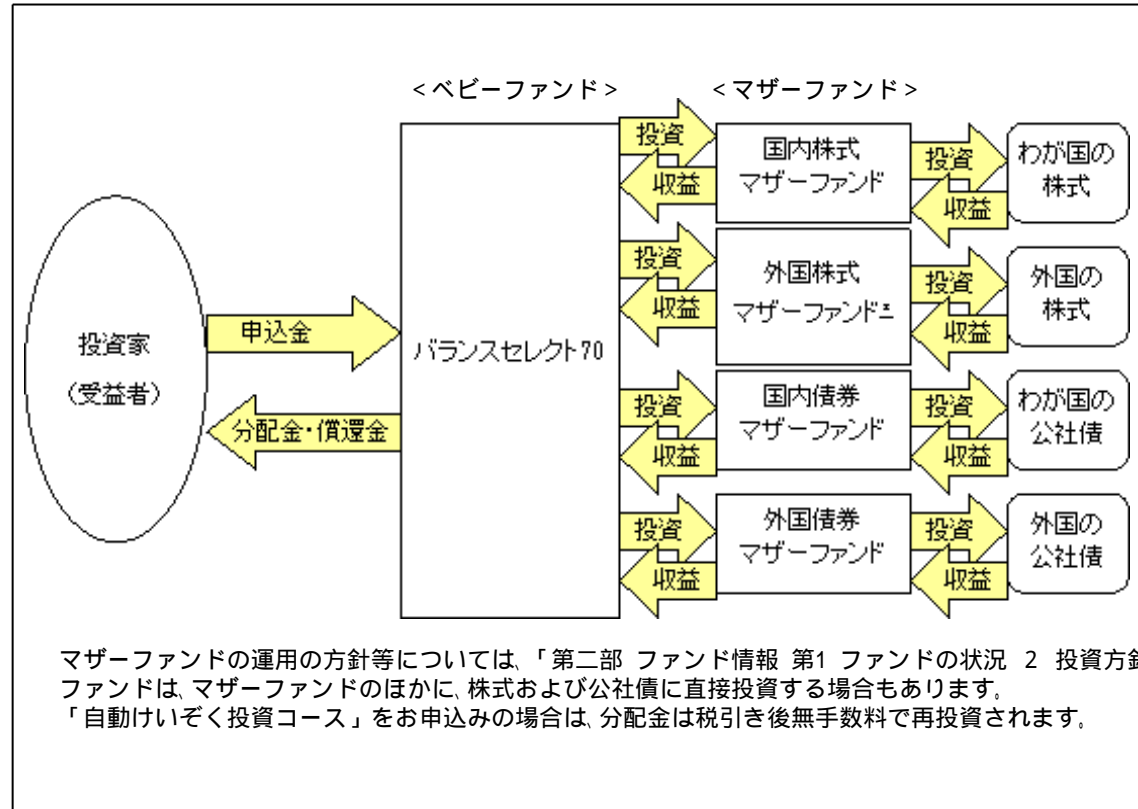 <ベビーファンド>
<マザーファンド>
投資
収益
国内株式
マザーファンド
投資
収益
わが国の
株式
投資
収益
外国株式
マザーファンド
投資
収益
外国の
株式
投資家
(受益者)
申込金
分配金・償還金
バランスセレクト70
投資
収益
国内債券
マザーファンド
投資
収益
わが国の
公社債
投資
収益
外国債券
マザーファンド
投資
収益
外国の
公社債
マザーファンドの運用の方針等については、「第二部 ファンド情報 第1 ファンドの状況 2 投資方針
ファンドは、マザーファンドのほかに、株式および公社債に直接投資する場合もあります。
「自動けいぞく投資コース」をお申込みの場合は、分配金は税引き後無手数料で再投資されます。